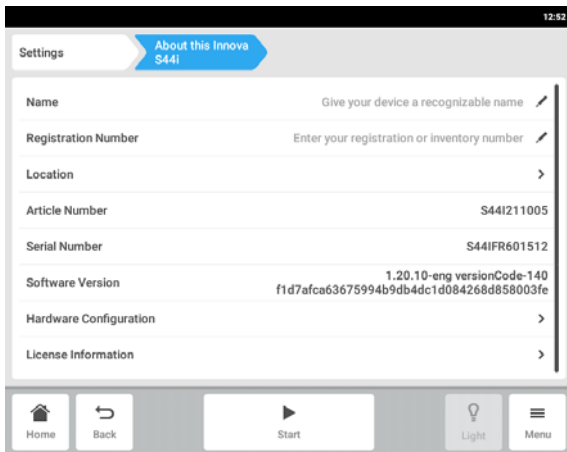 12:52
Settings
About this Innova
S44i
Name Give your device a recognizable name
Registration Number Enter your registration or inventory number
Location
Article Number S44I211005
Serial Number S44IFR601512
Software Version 1.20.10-eng versionCode-140
f1d7afca63675994b9db4dc1d084268d858003fe
Hardware Configuration
License Information
Home Back Start Light Menu